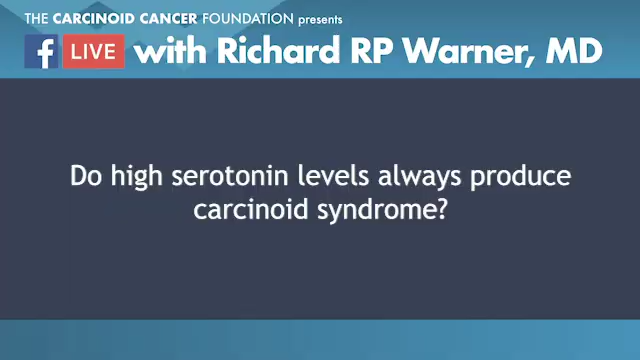 THE CARCINOID CANCER FOUNDATION presents
f LIVE with Richard RP Warner, MD
Do high serotonin levels always produce
carcinoid syndrome?